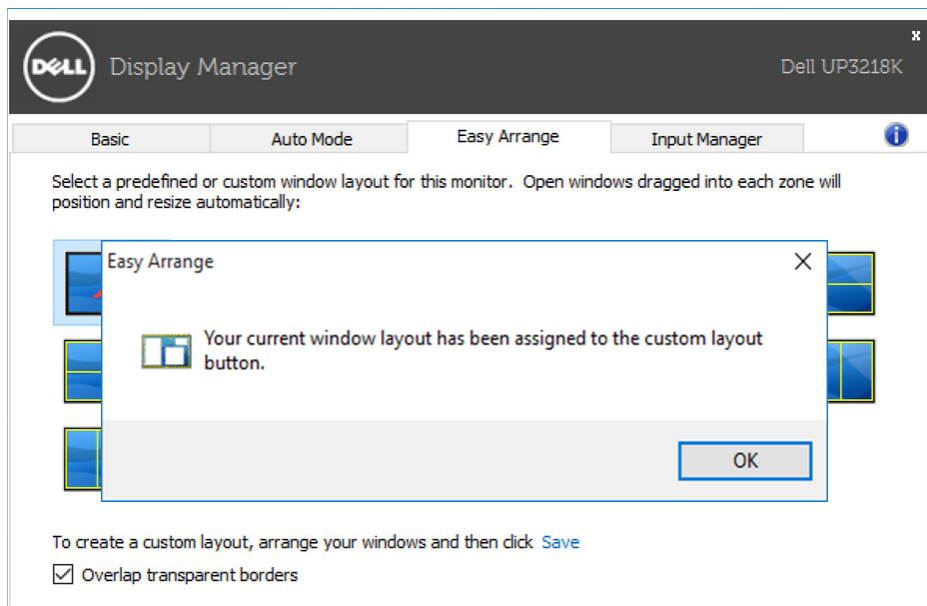 x
DELL Display Manager Dell UP3218K
Basic Auto Mode Easy Arrange Input Manager i
Select a predefined or custom window layout for this monitor. Open windows dragged into each zone will
position and resize automatically:
Easy Arrange
Your current window layout has been assigned to the custom layout
button.
OK
To create a custom layout, arrange your windows and then click Save
Overlap transparent borders